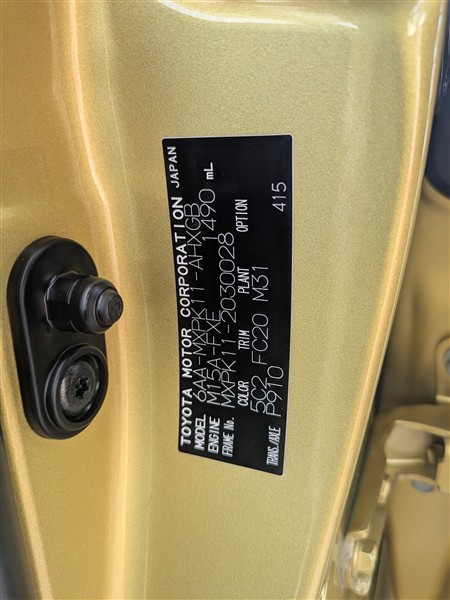 TOYOTA MOTOR CORPORATION JAPAN
MODEL 6AA-MXPK11-AHXGB
ENGINE M15A-FXE 1490 mL
FRAME No. MXPK11-2030028
COLOR TRIM PLANT OPTION
5C2 FC20 M31
TRANS./AXLE P910 415